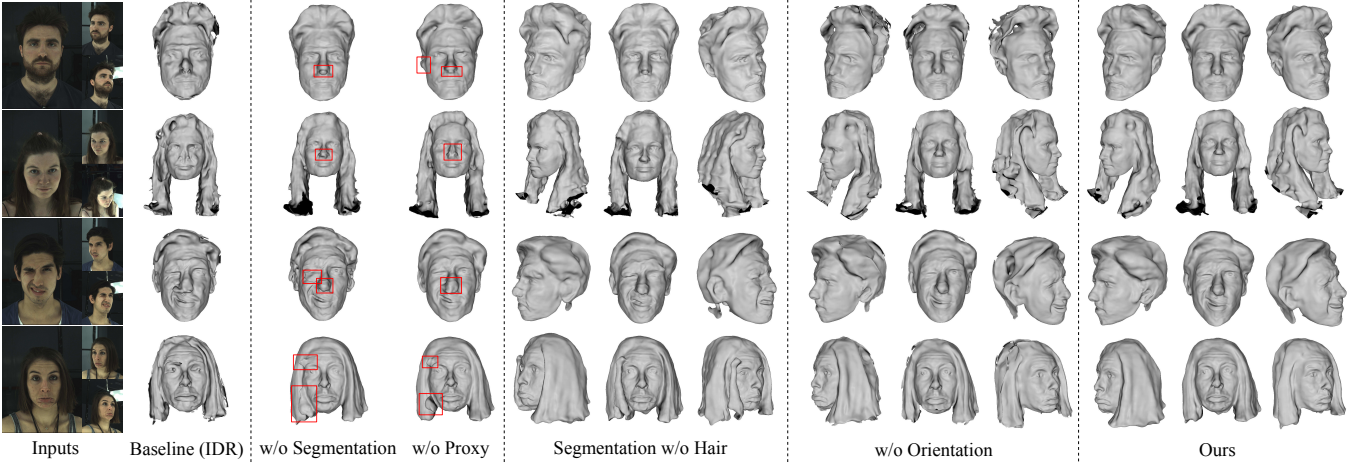 Inputs
Baseline (IDR)
w/o Segmentation
w/o Proxy
Segmentation w/o Hair
w/o Orientation
Ours